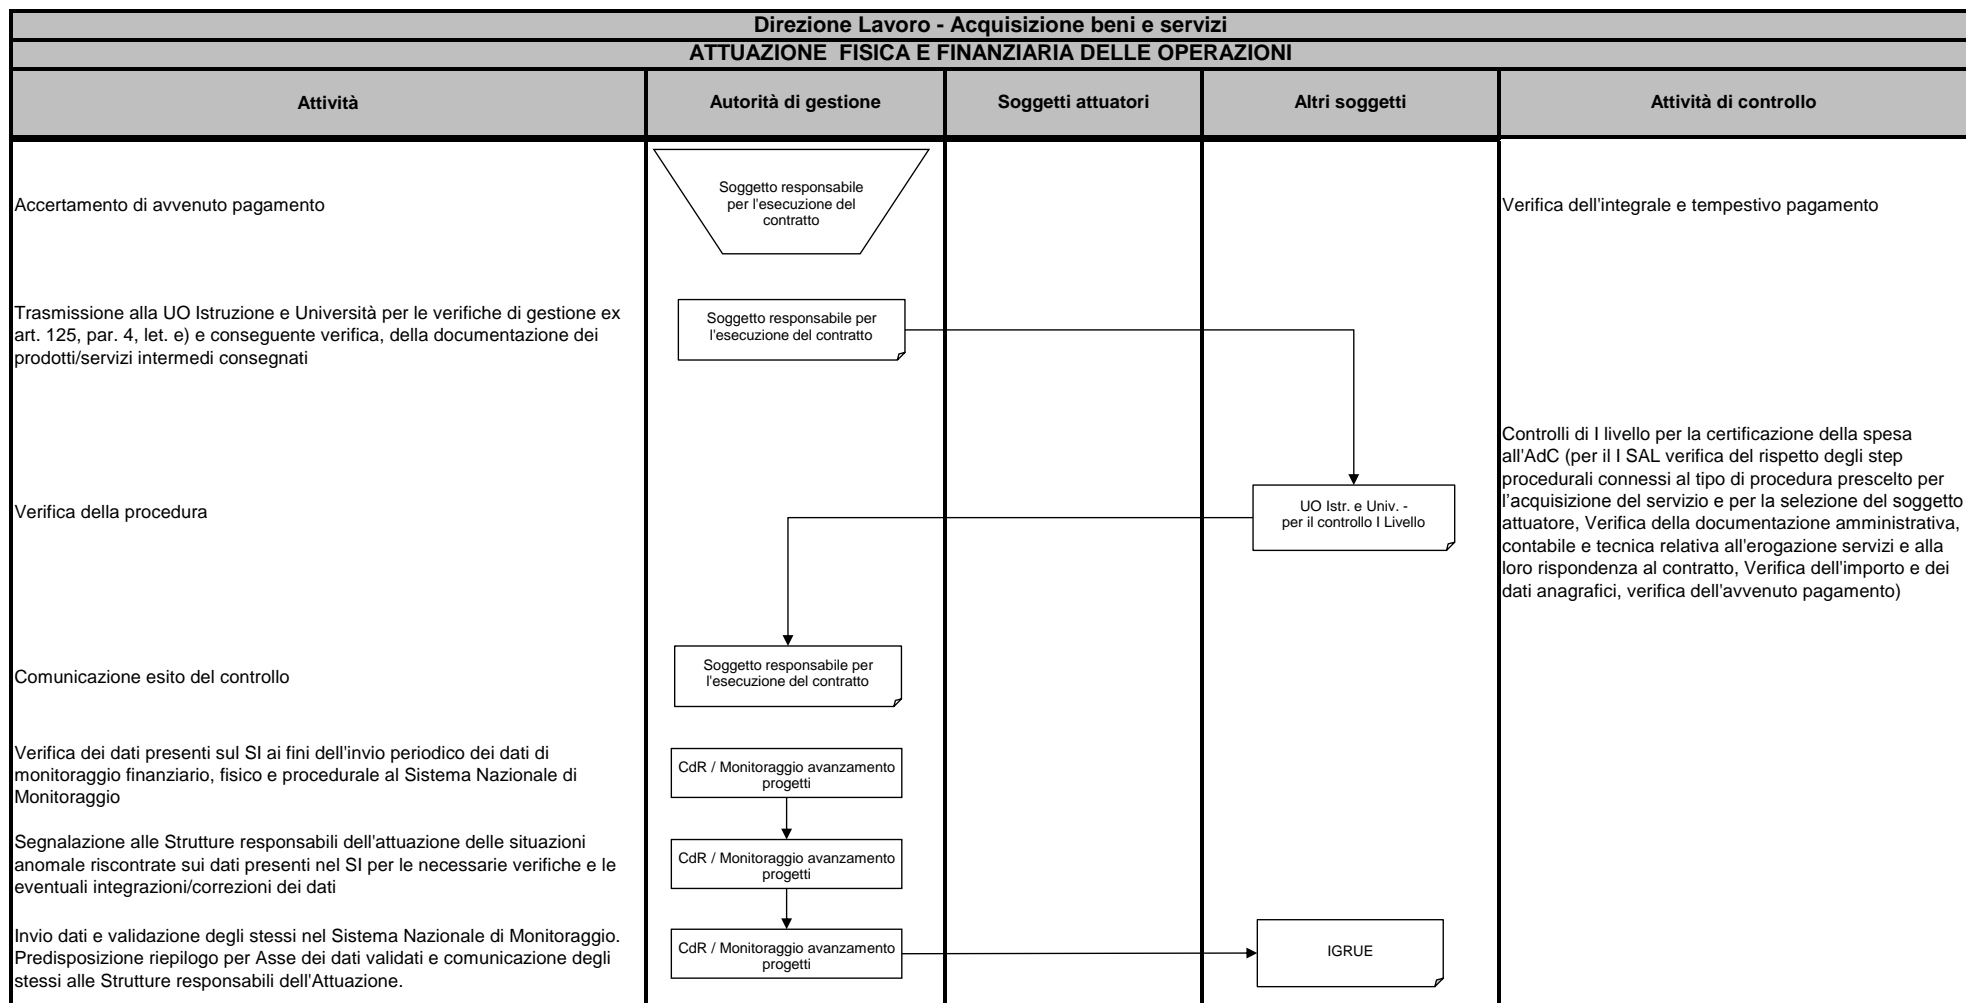 Direzione Lavoro - Acquisizione beni e servizi
ATTUAZIONE FISICA E FINANZIARIA DELLE OPERAZIONI
Attività
Autorità di gestione
Soggetti attuatori
Altri soggetti
Attività di controllo
Accertamento di avvenuto pagamento
Soggetto responsabile
per l'esecuzione del
contratto
Verifica dell'integrale e tempestivo pagamento
Trasmissione alla UO Istruzione e Università per le verifiche di gestione ex
art. 125, par. 4, let. e) e conseguente verifica, della documentazione dei
prodotti/servizi intermedi consegnati
Soggetto responsabile per
l'esecuzione del contratto
Verifica della procedura
UO Istr. e Univ. -
per il controllo I Livello
Controlli di I livello per la certificazione della spesa
all'AdC (per il I SAL verifica del rispetto degli step
procedurali connessi al tipo di procedura prescelto per
l’acquisizione del servizio e per la selezione del soggetto
attuatore, Verifica della documentazione amministrativa,
contabile e tecnica relativa all'erogazione servizi e alla
loro rispondenza al contratto, Verifica dell'importo e dei
dati anagrafici, verifica dell'avvenuto pagamento)
Comunicazione esito del controllo
Soggetto responsabile per
l'esecuzione del contratto
Verifica dei dati presenti sul SI ai fini dell'invio periodico dei dati di
monitoraggio finanziario, fisico e procedurale al Sistema Nazionale di
Monitoraggio
CdR / Monitoraggio avanzamento
progetti
Segnalazione alle Strutture responsabili dell'attuazione delle situazioni
anomale riscontrate sui dati presenti nel SI per le necessarie verifiche e le
eventuali integrazioni/correzioni dei dati
CdR / Monitoraggio avanzamento
progetti
Invio dati e validazione degli stessi nel Sistema Nazionale di Monitoraggio.
Predisposizione riepilogo per Asse dei dati validati e comunicazione degli
stessi alle Strutture responsabili dell'Attuazione.
CdR / Monitoraggio avanzamento
progetti
IGRUE